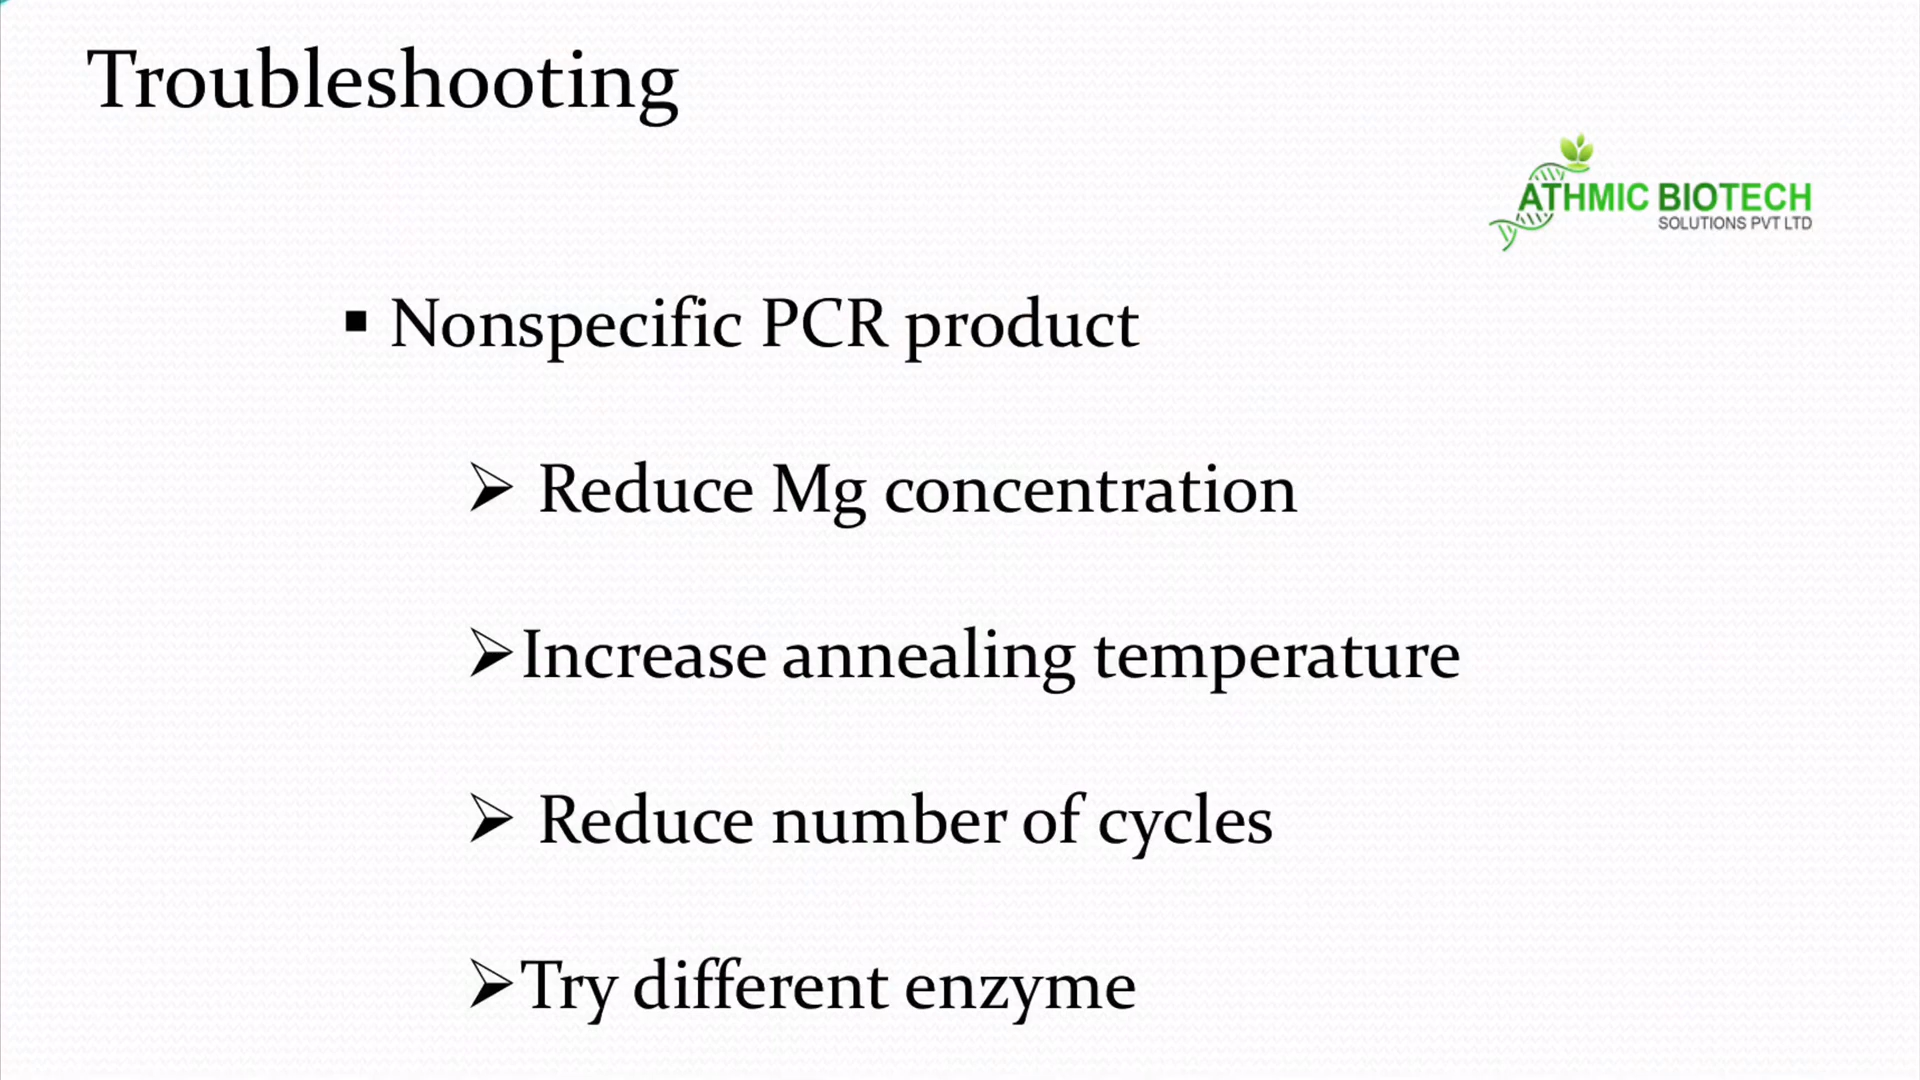 Troubleshooting
ATHMIC BIOTECH
SOLUTIONS PVT LTD
▪ Nonspecific PCR product
➢ Reduce Mg concentration
➢Increase annealing temperature
➢ Reduce number of cycles
➢Try different enzyme